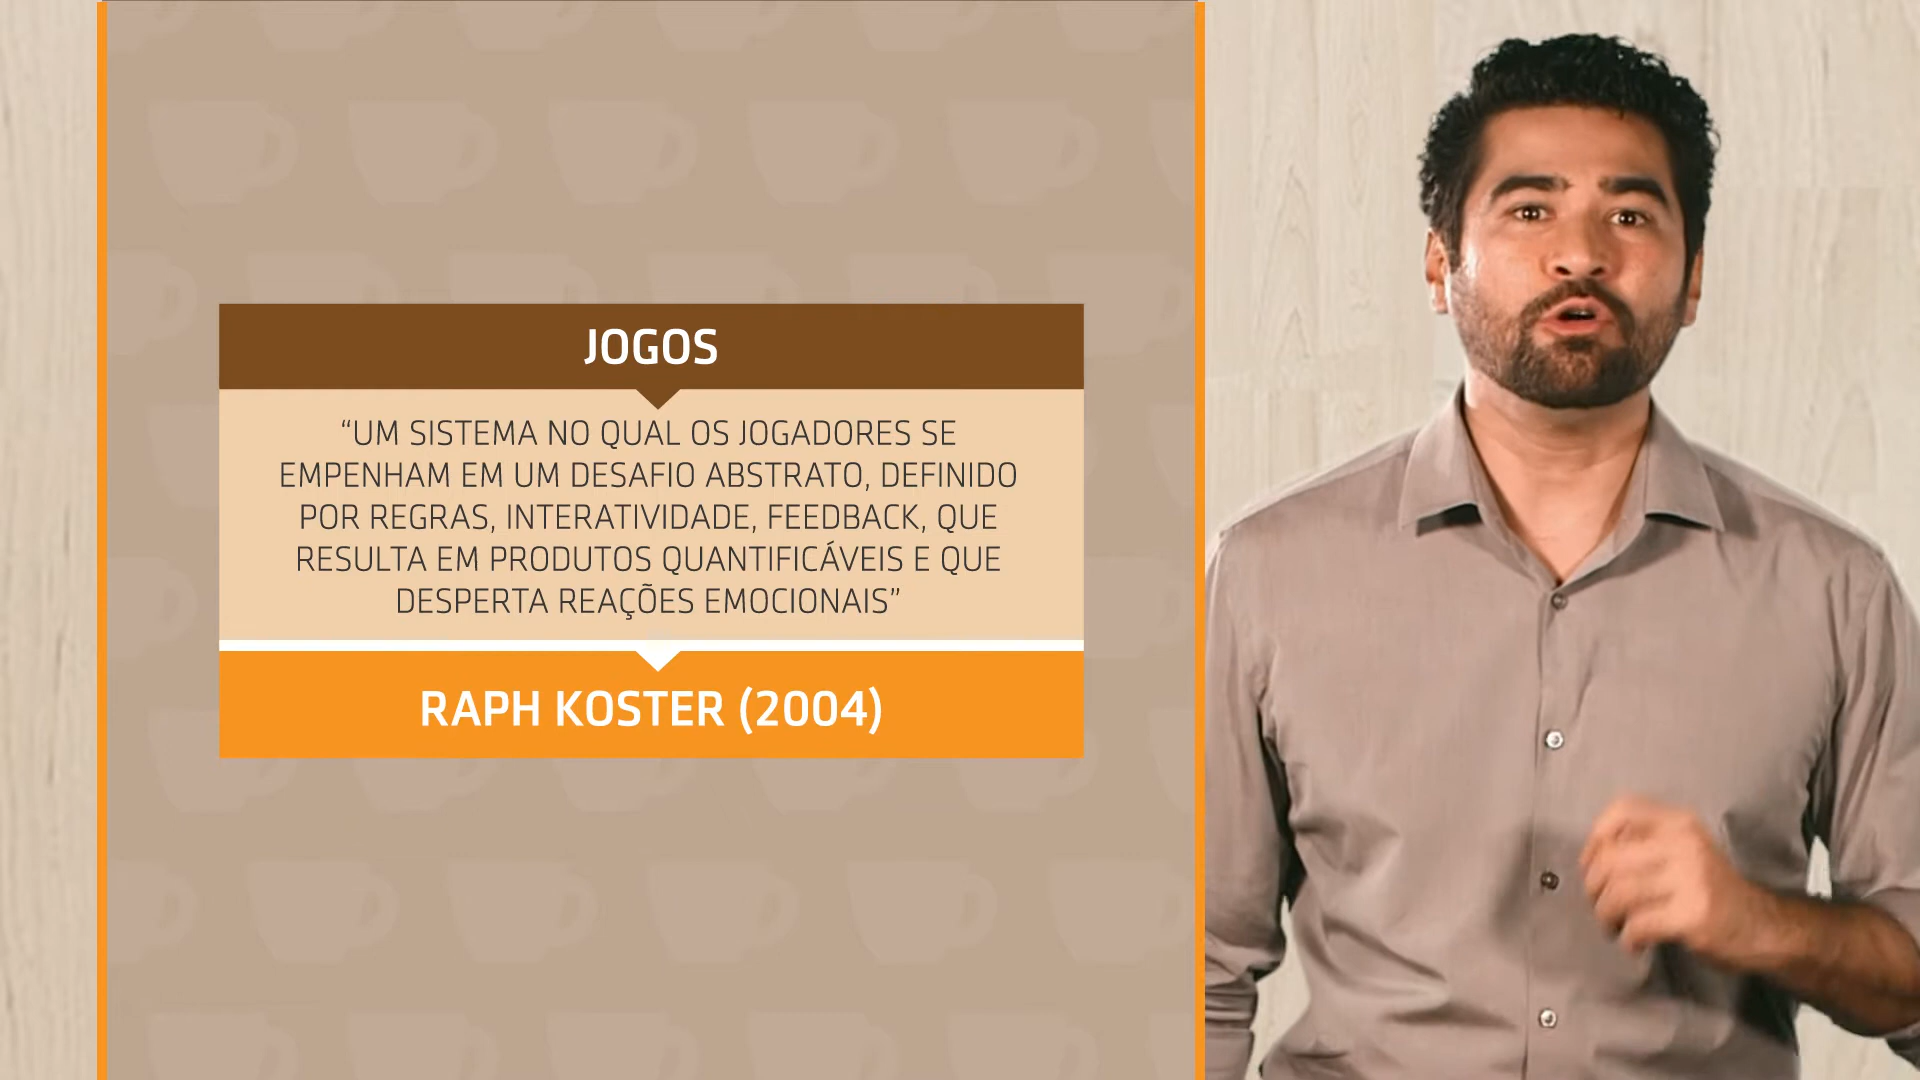 JOGOS
“UM SISTEMA NO QUAL OS JOGADORES SE
EMPENHAM EM UM DESAFIO ABSTRATO, DEFINIDO
POR REGRAS, INTERATIVIDADE, FEEDBACK, QUE
RESULTA EM PRODUTOS QUANTIFICÁVEIS E QUE
DESPERTA REAÇÕES EMOCIONAIS”
RAPH KOSTER (2004)